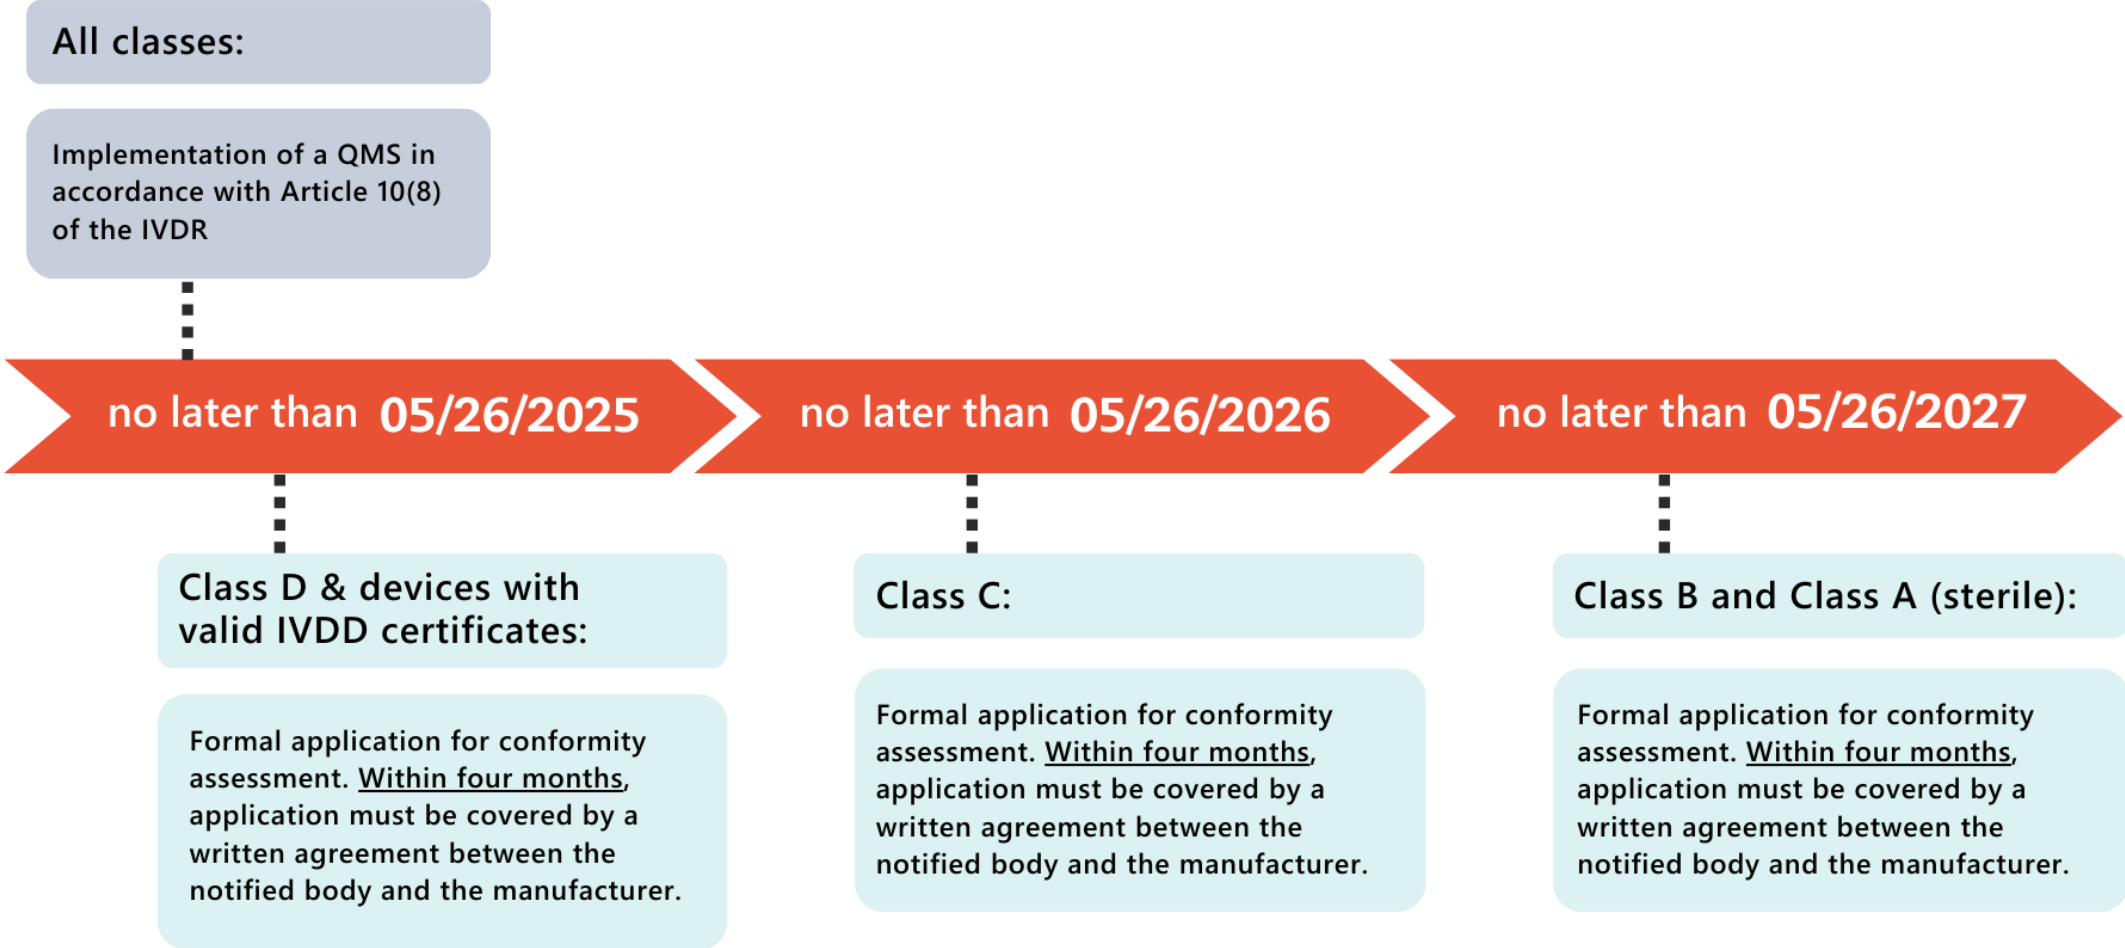 All classes:
Implementation of a QMS in
accordance with Article 10(8)
of the IVDR
no later than 05/26/2025
no later than 05/26/2026
no later than 05/26/2027
Class D & devices with
valid IVDD certificates:
Formal application for conformity
assessment. Within four months,
application must be covered by a
written agreement between the
notified body and the manufacturer.
Class C:
Formal application for conformity
assessment. Within four months,
application must be covered by a
written agreement between the
notified body and the manufacturer.
Class B and Class A (sterile):
Formal application for conformity
assessment. Within four months,
application must be covered by a
written agreement between the
notified body and the manufacturer.